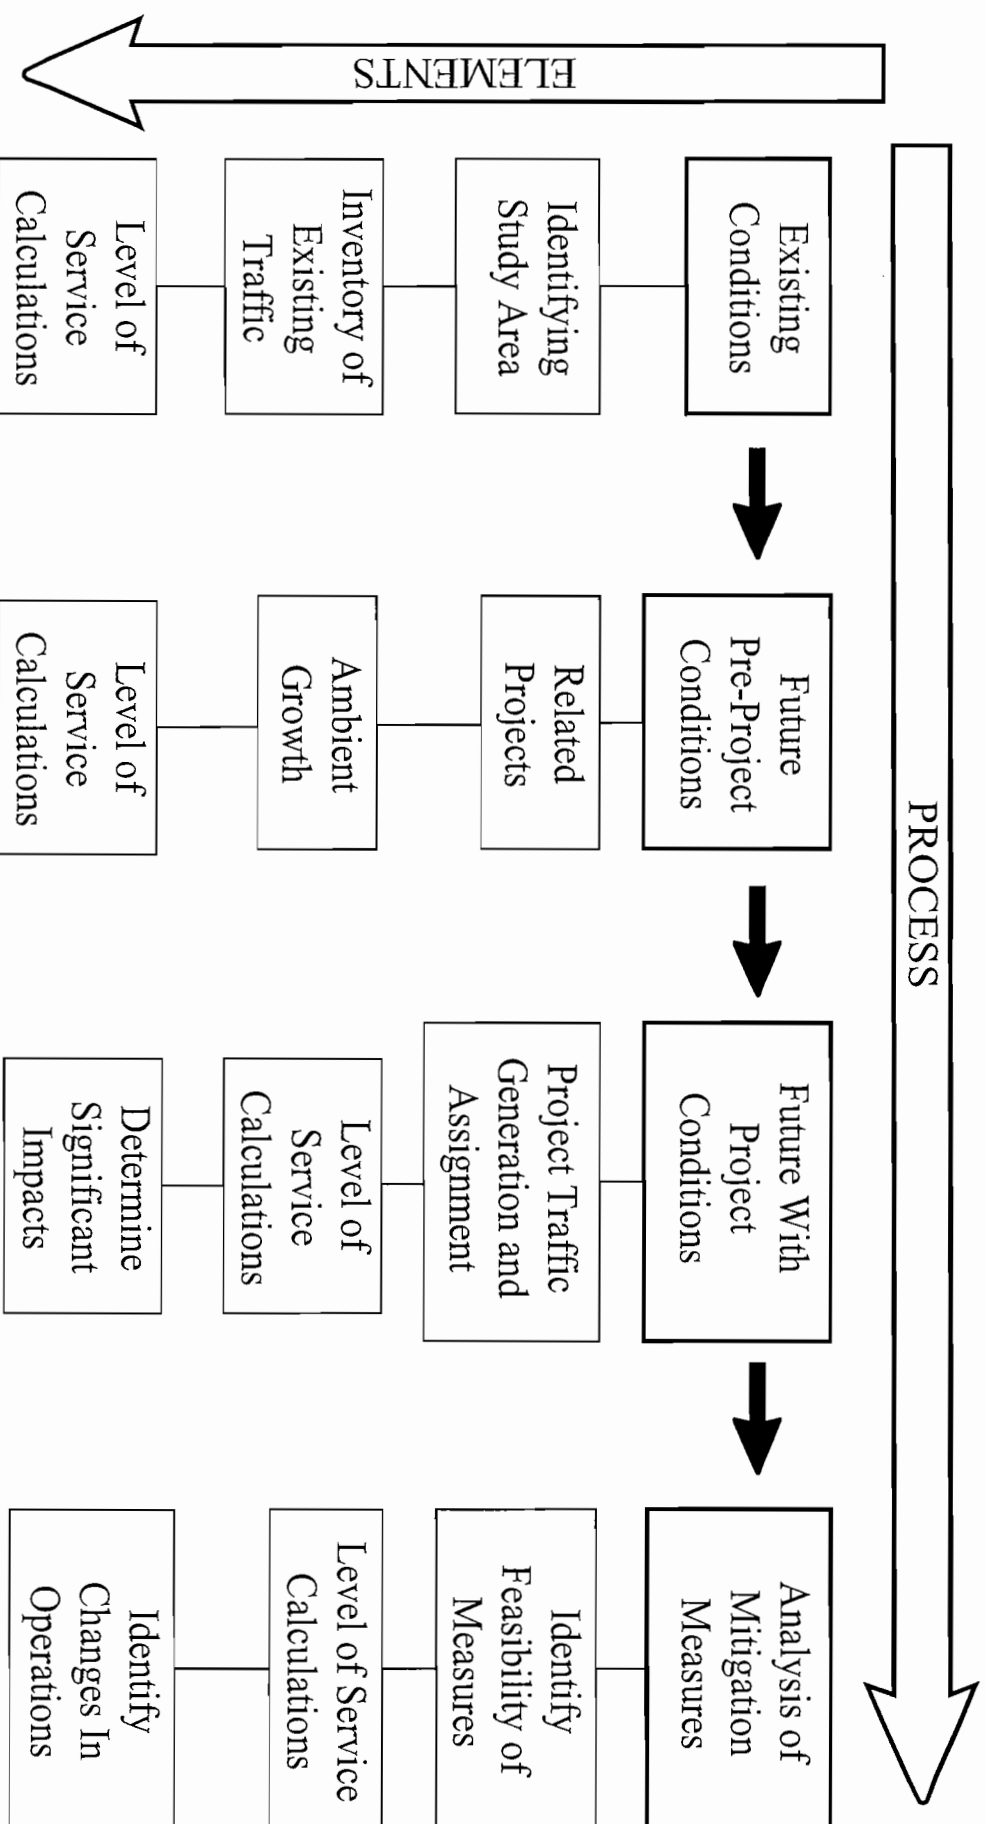 PROCESS
ELEMENTS
Existing
Conditions
Identifying
Study Area
Inventory of
Existing
Traffic
Level of
Service
Calculations
Future
Pre-Project
Conditions
Related
Projects
Ambient
Growth
Level of
Service
Calculations
Future With
Project
Conditions
Project Traffic
Generation and
Assignment
Level of
Service
Calculations
Determine
Significant
Impacts
Analysis of
Mitigation
Measures
Identify
Feasibility of
Measures
Level of Service
Calculations
Identify
Changes In
Operations